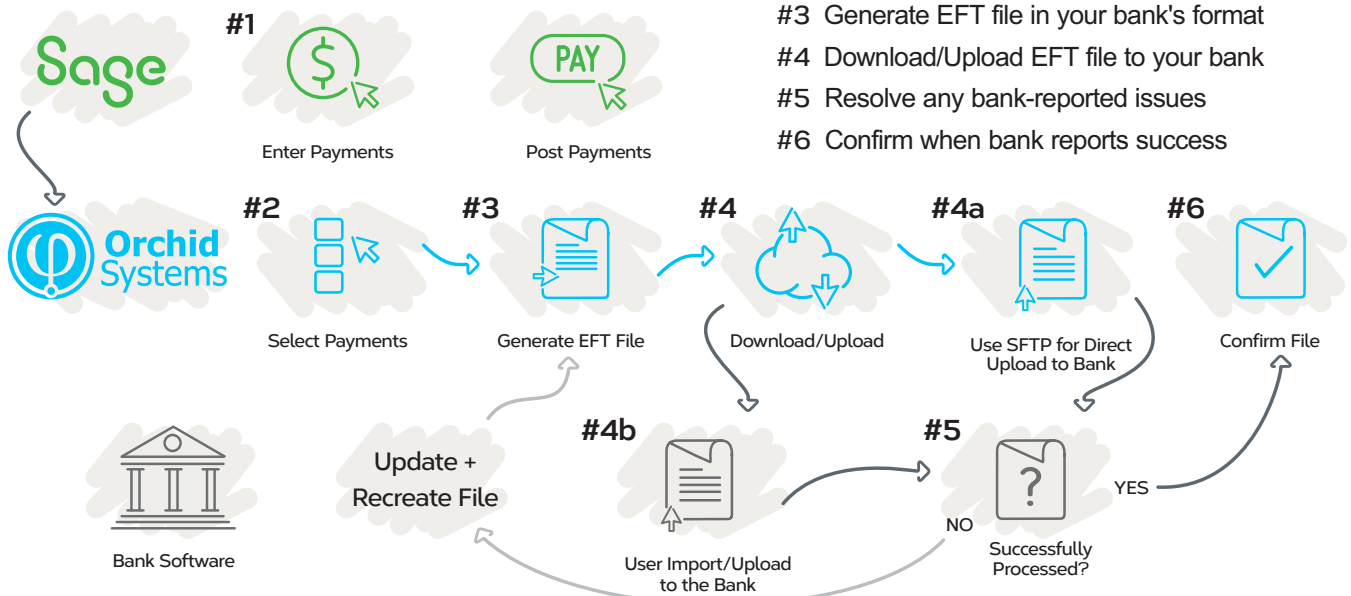 #3 Generate EFT file in your bank's format
#4 Download/Upload EFT file to your bank
#5 Resolve any bank-reported issues
#6 Confirm when bank reports success
Sage
#1
$
Enter Payments
PAY
Post Payments
Orchid
Systems
#2
Select Payments
#3
Generate EFT File
#4
Download/Upload
#4a
Use SFTP for Direct
Upload to Bank
#6
Confirm File
Bank Software
Update +
Recreate File
#4b
User Import/Upload
to the Bank
#5
?
Successfully
Processed?
YES
NO